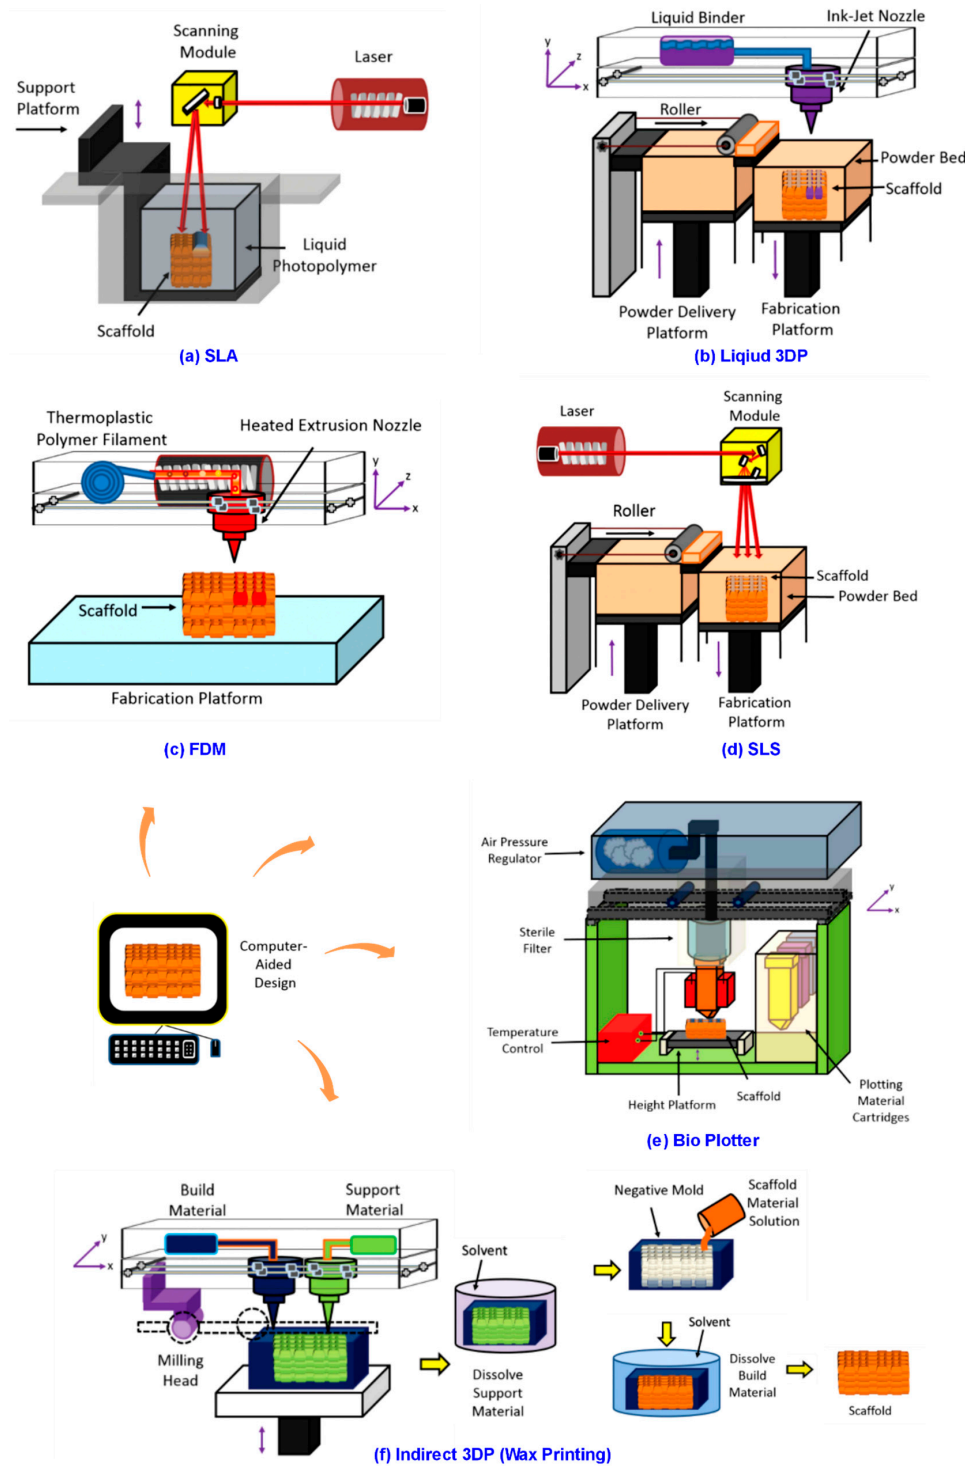 Scanning
Module
Laser
Support
Platform
Liquid
Photopolymer
Scaffold
(a) SLA
Liquid Binder
Ink-Jet Nozzle
y
z
x
Roller
Powder Bed
Scaffold
Powder Delivery
Platform
Fabrication
Platform
(b) Liqiud 3DP
Thermoplastic
Polymer Filament
Heated Extrusion Nozzle
y
z
x
Scaffold
Fabrication Platform
(c) FDM
Laser
Scanning
Module
Roller
Scaffold
Powder Bed
Powder Delivery
Platform
Fabrication
Platform
(d) SLS
Computer-
Aided
Design
Air Pressure
Regulator
y
x
Sterile
Filter
Temperature
Control
Height Platform
Scaffold
Plotting
Material
Cartridges
(e) Bio Plotter
Build
Material
Support
Material
y
x
Milling
Head
Solvent
Dissolve
Support
Material
Negative Mold
Scaffold
Material
Solution
Solvent
Dissolve
Build
Material
Scaffold
(f) Indirect 3DP (Wax Printing)